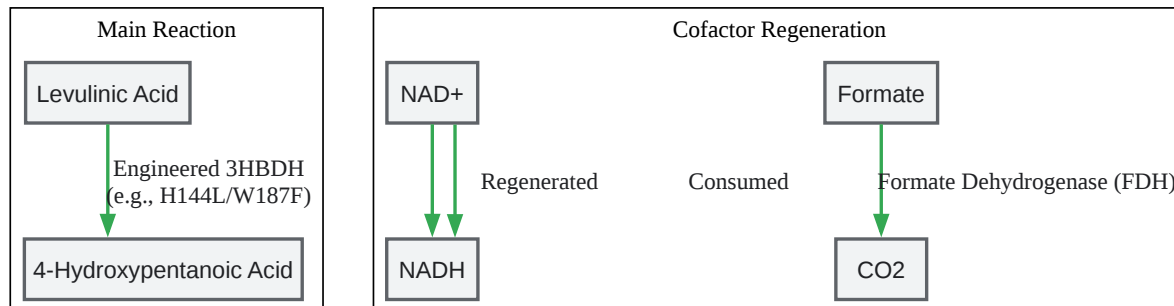 Main Reaction
Levulinic Acid
Engineered 3HBDH
(e.g., H144L/W187F)
4-Hydroxypentanoic Acid
Cofactor Regeneration
NAD+
Formate
Regenerated
Consumed
Formate Dehydrogenase (FDH)
NADH
CO2